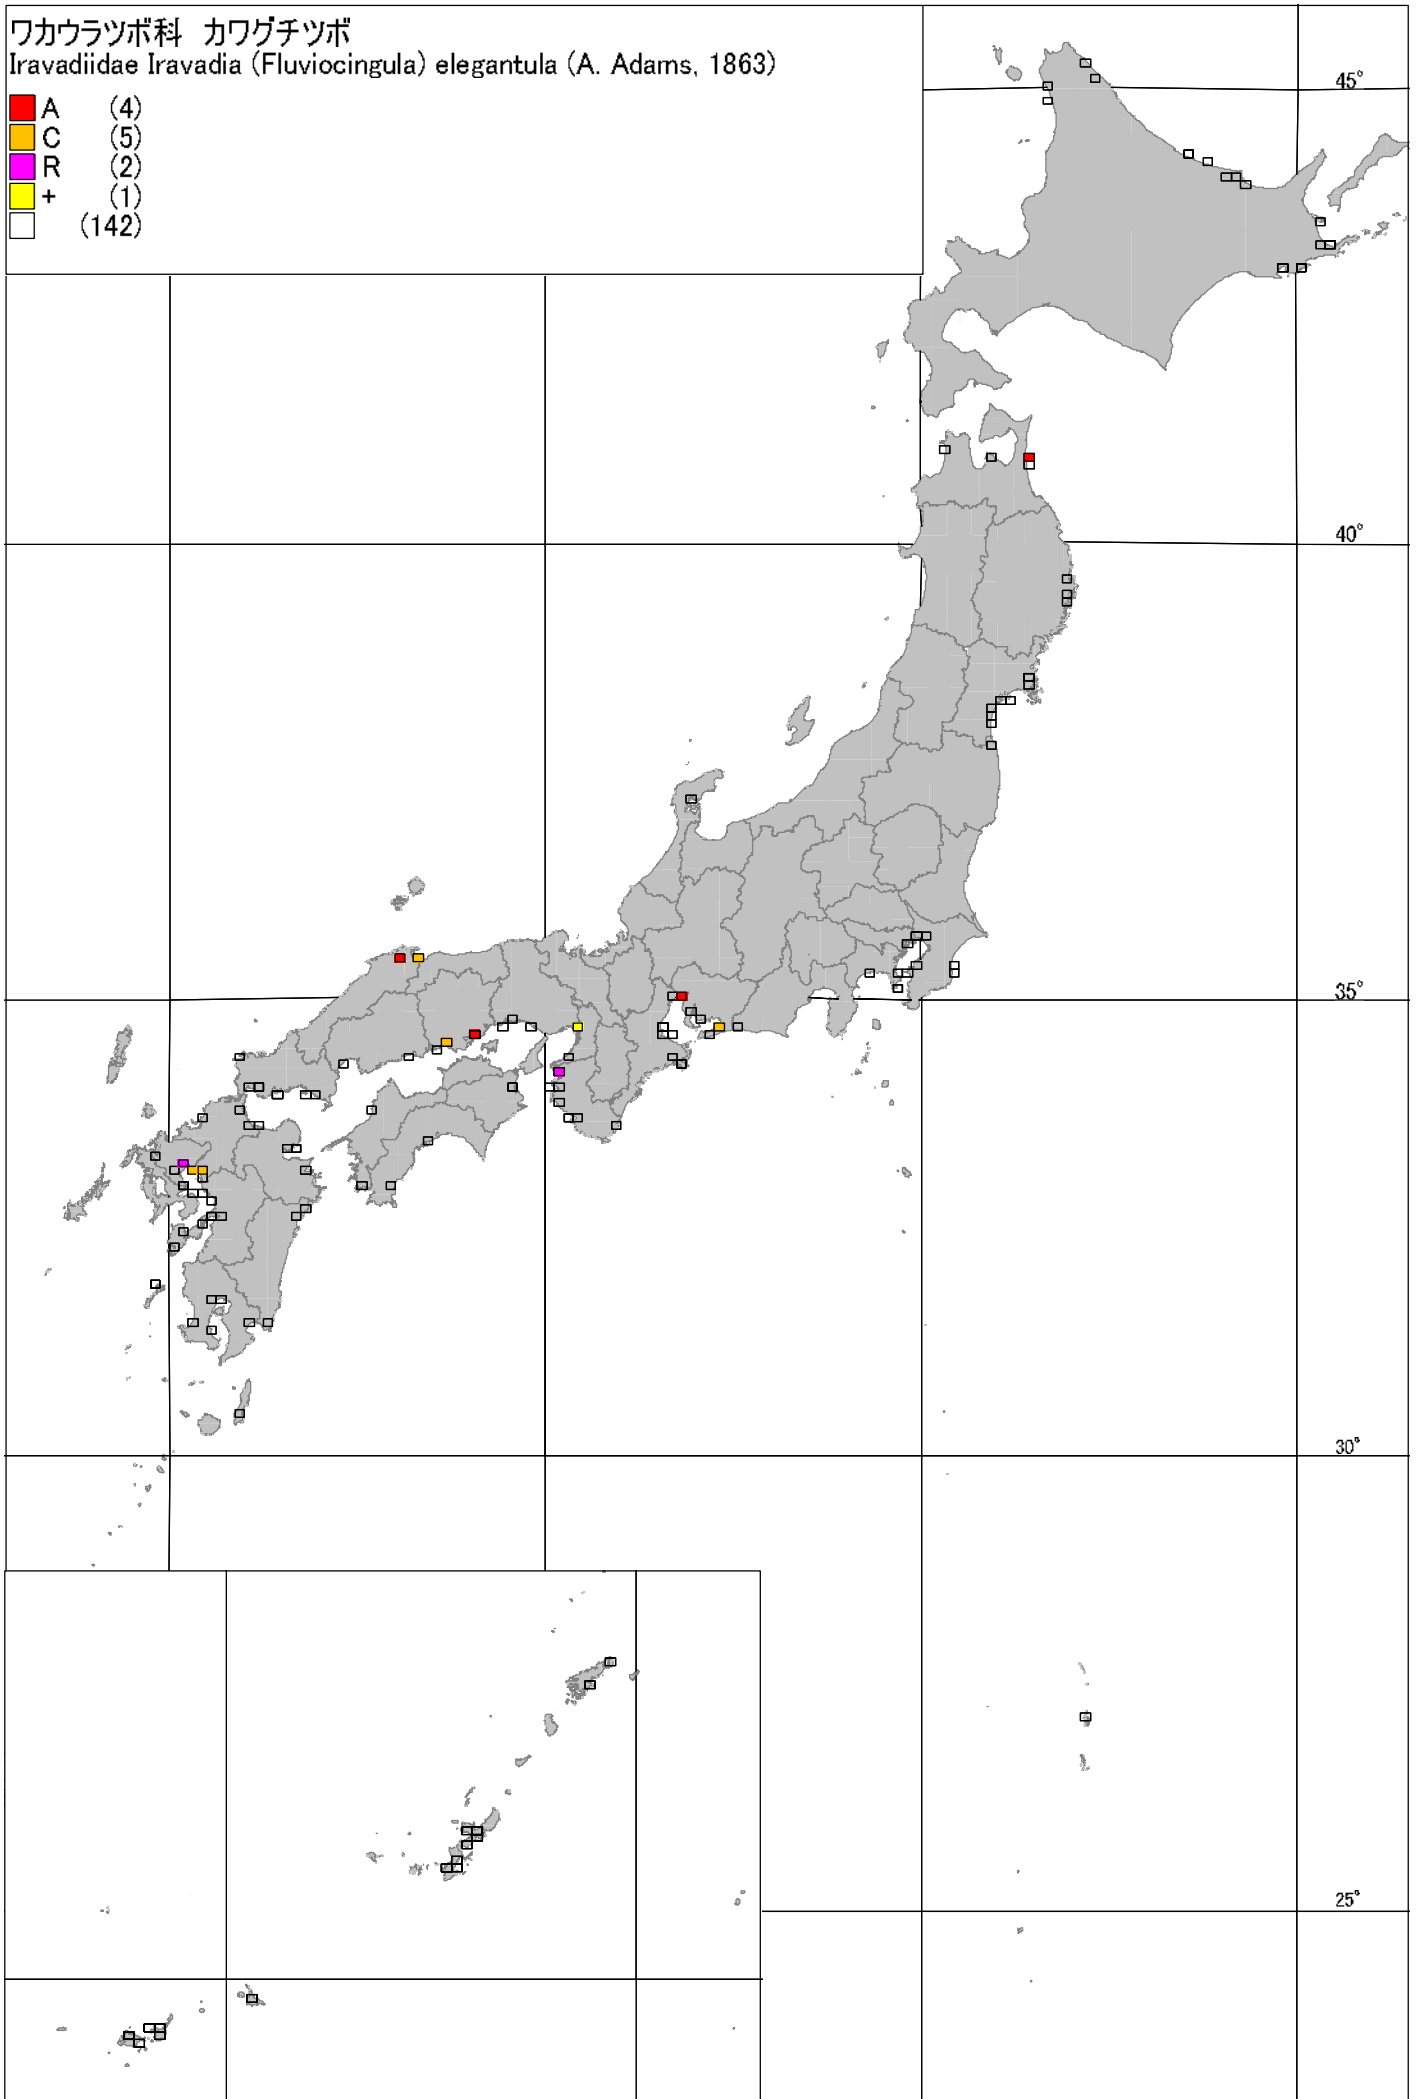 ワカウラツボ科 カワグチツボ
Iravadiidae Iravadia (Fluviocingula) elegantula (A. Adams, 1863)
A (4)
C (5)
R (2)
+ (1)
(142)
45°
40°
35°
30°
25°